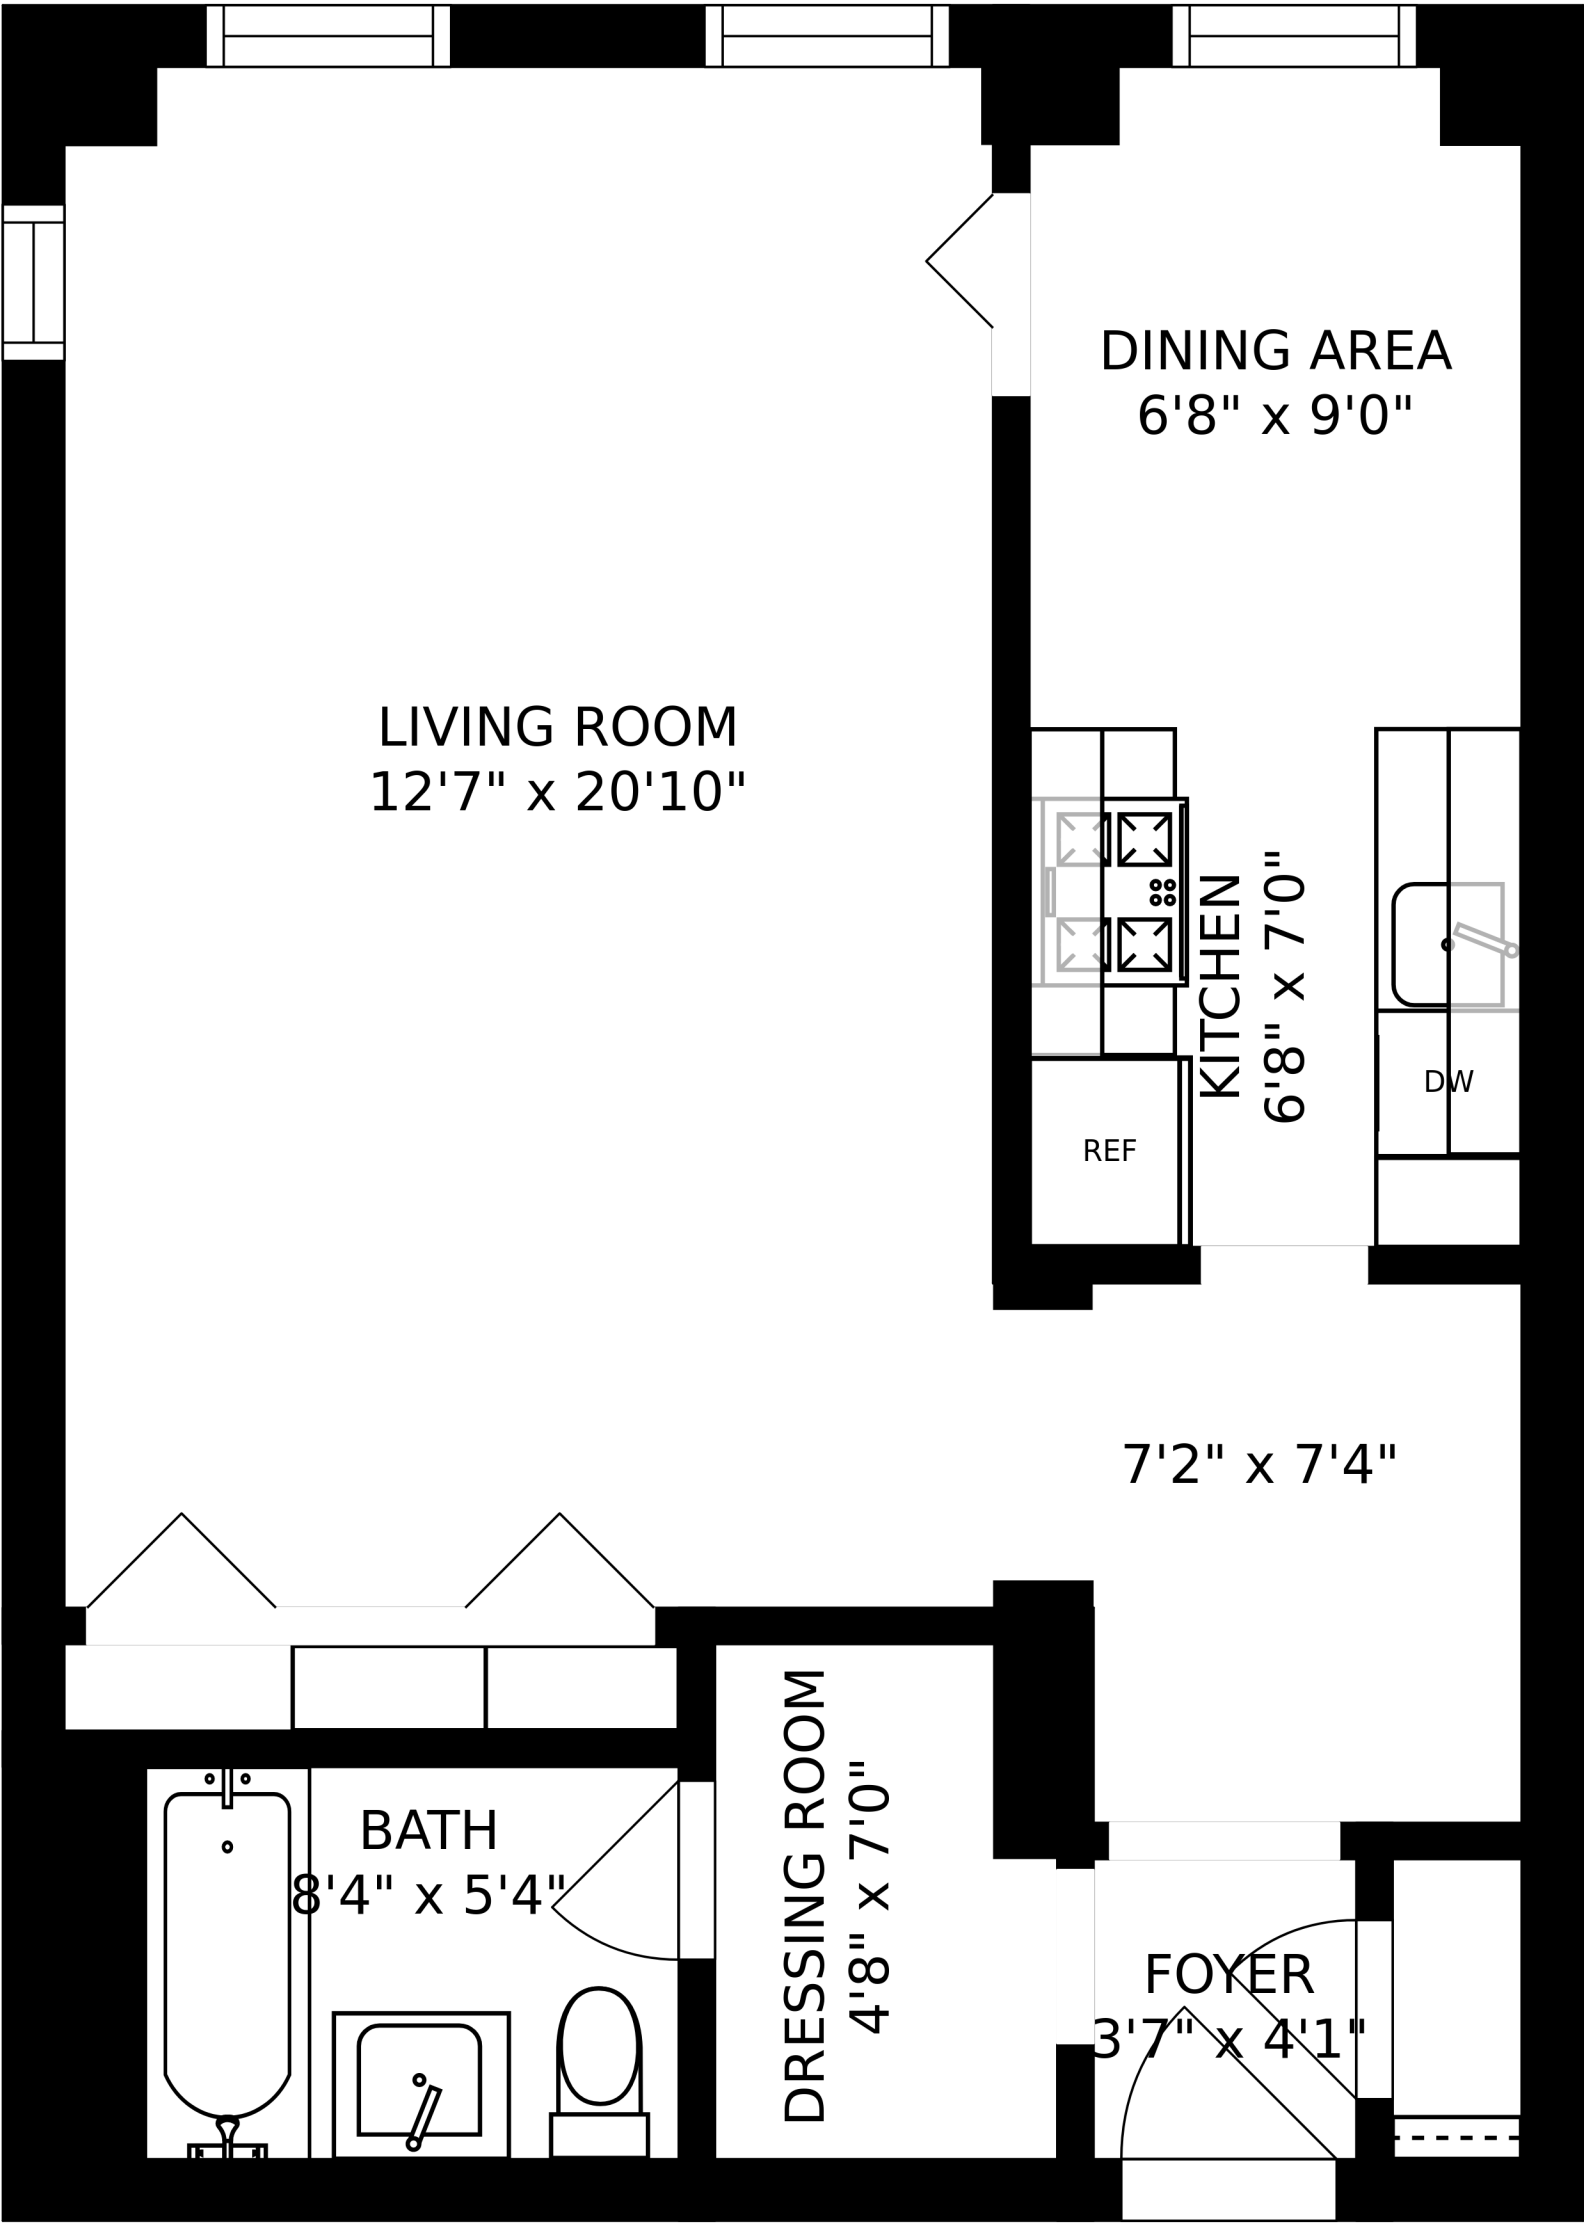 DINING AREA
6'8" x 9'0"
LIVING ROOM
12'7" x 20'10"
KITCHEN
6'8" x 7'0"
DW
REF
7'2" x 7'4"
DRESSING ROOM
4'8" x 7'0"
BATH
8'4" x 5'4"
FOYER
3'7" x 4'1"